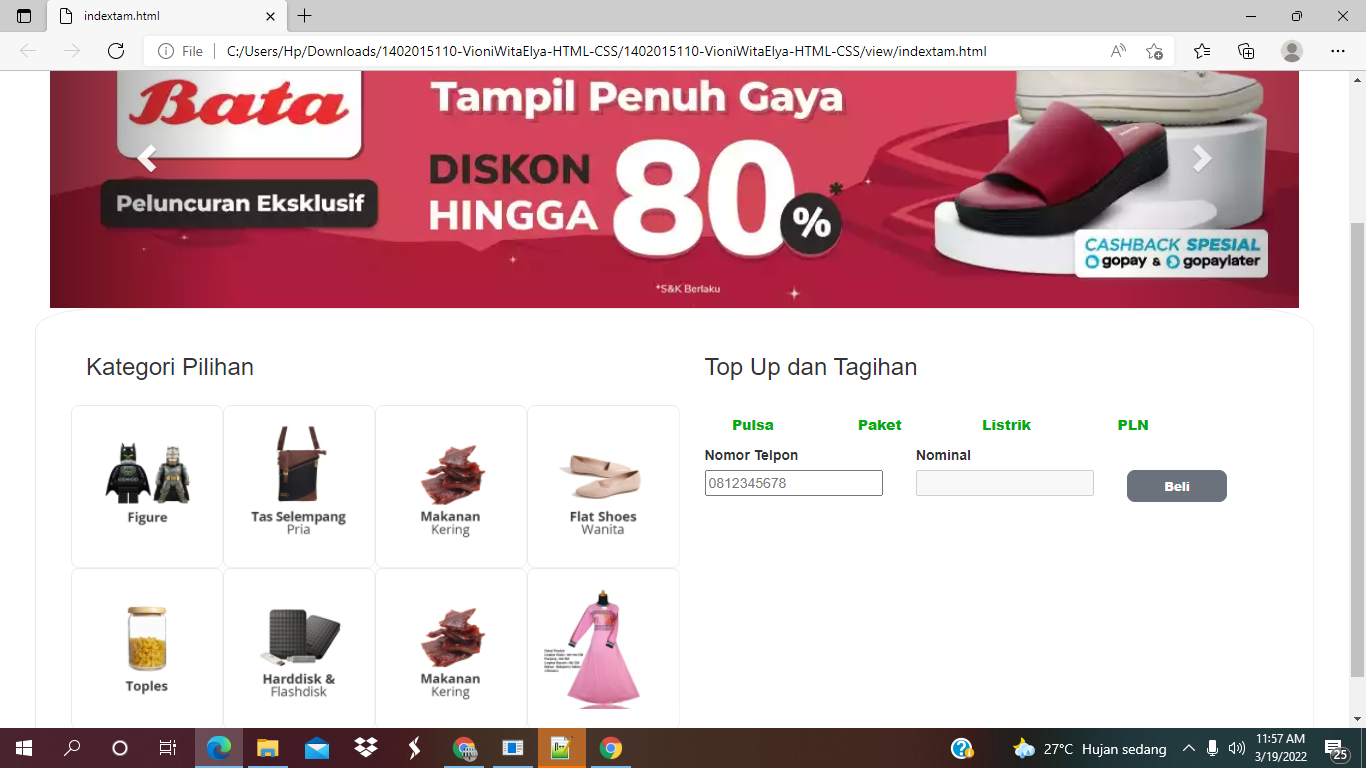 indextam.html
File
C:/Users/Hp/Downloads/1402015110-VioniWitaElya-HTML-CSS/1402015110-VioniWitaElya-HTML-CSS/view/indextam.html
Bata
Peluncuran Eksklusif
Tampil Penuh Gaya
DISKON
HINGGA
80%*
*S&K Berlaku
CASHBACK SPESIAL
gopay & gopaylater
Kategori Pilihan
Figure
Tas Selempang
Pria
Makanan
Kering
Flat Shoes
Wanita
Toples
Harddisk &
Flashdisk
Makanan
Kering
Top Up dan Tagihan
Pulsa Paket Listrik PLN
Nomor Telpon Nominal
0812345678
Beli
27°C Hujan sedang
11:57 AM
3/19/2022
25